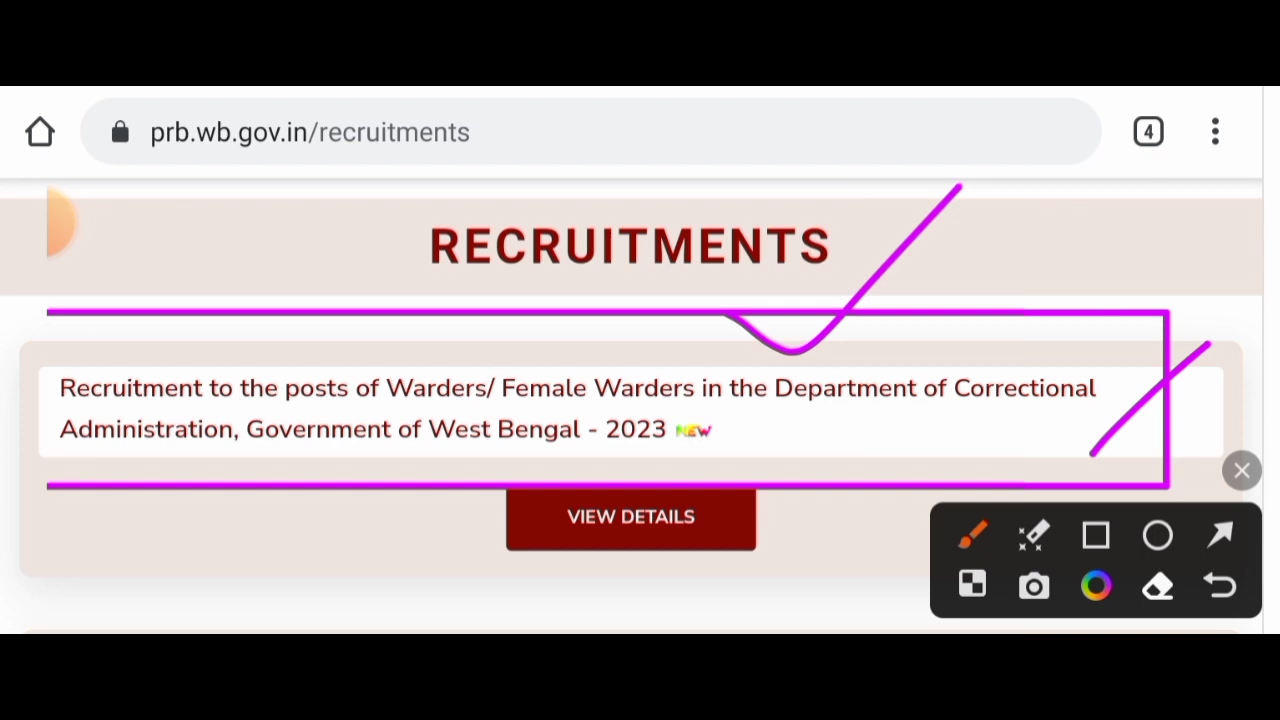 prb.wb.gov.in/recruitments
4
RECRUITMENTS
Recruitment to the posts of Warders/ Female Warders in the Department of Correctional
Administration, Government of West Bengal - 2023 NEW
VIEW DETAILS